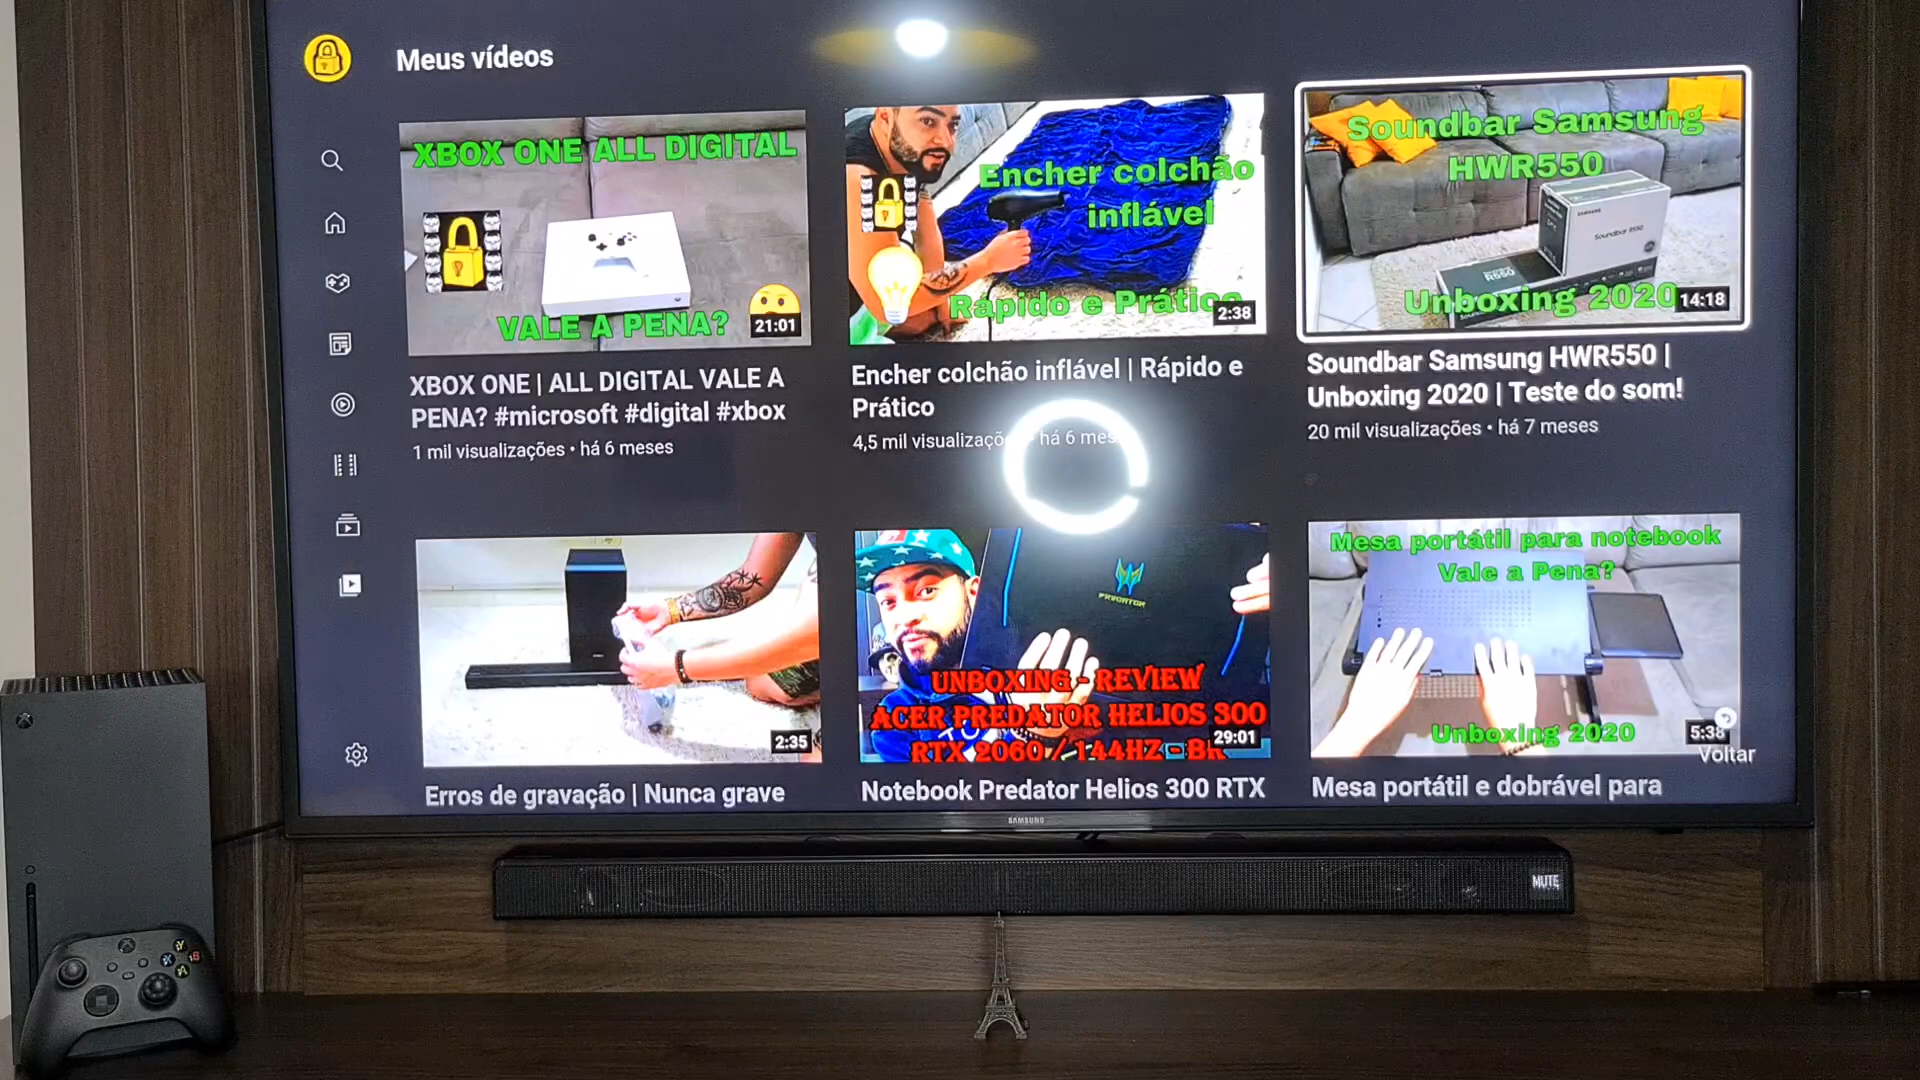 Meus vídeos
XBOX ONE ALL DIGITAL
VALE A PENA?
21:01
XBOX ONE | ALL DIGITAL VALE A
PENA? #microsoft #digital #xbox
1 mil visualizações • há 6 meses
Encher colchão
inflável
Rápido e Prático
2:38
Encher colchão inflável | Rápido e
Prático
4,5 mil visualizaçõ há 6 mes
Soundbar Samsung
HWR550
SAMSUNG
Soundbar R550
R550
Unboxing 2020
14:18
Soundbar Samsung HWR550 |
Unboxing 2020 | Teste do som!
20 mil visualizações • há 7 meses
2:35
Erros de gravação | Nunca grave
PREDATOR
UNBOXING - REVIEW
ACER PREDATOR HELIOS 300
RTX 2060 / 144HZ - BR
29:01
Notebook Predator Helios 300 RTX
Mesa portátil para notebook
Vale a Pena?
Unboxing 2020
5:38
Voltar
Mesa portátil e dobrável para
SAMSUNG
MUTE
Y
X B
A